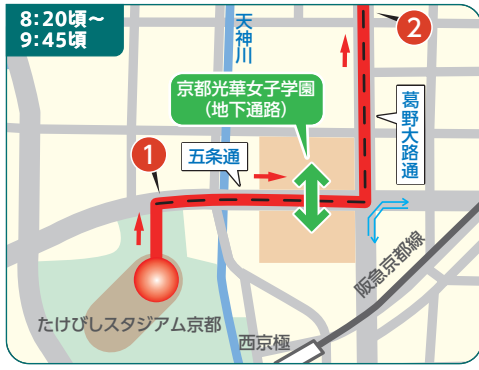 8:20頃〜
9:45頃
天神川
2
京都光華女子学園
（地下通路）
葛野大路通
1
五条通
阪急京都線
たけびしスタジアム京都
西京極